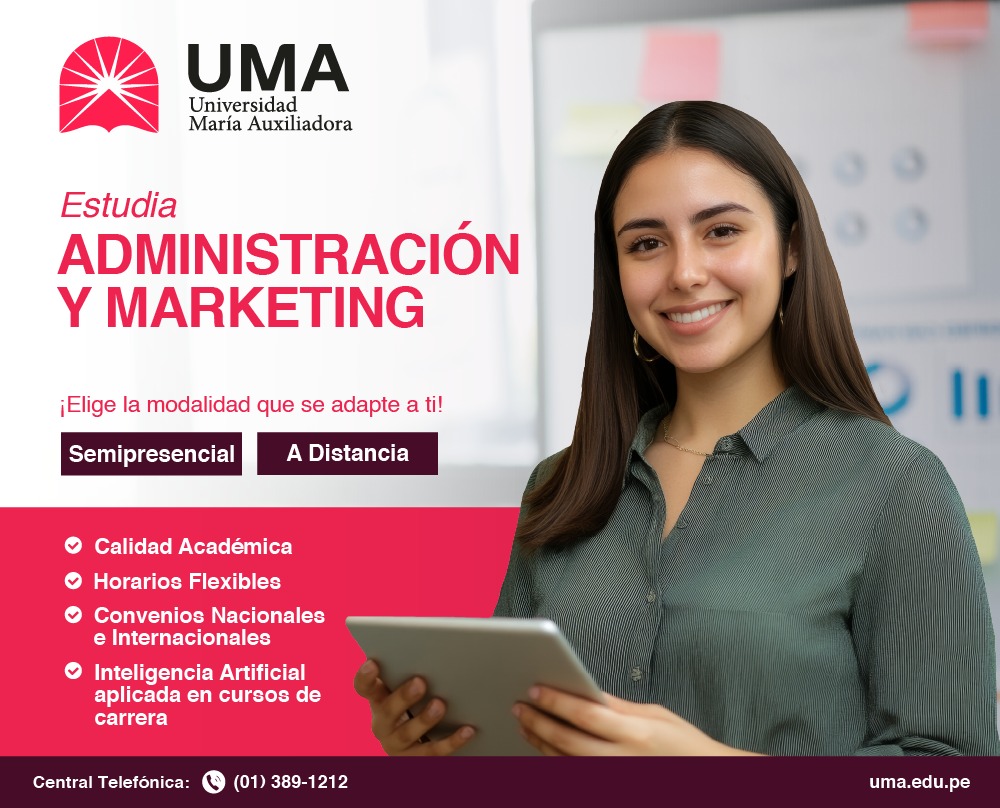 UMA
Universidad
María Auxiliadora
Estudia
ADMINISTRACIÓN
Y MARKETING
¡Elige la modalidad que se adapte a ti!
Semipresencial
A Distancia
Calidad Académica
Horarios Flexibles
Convenios Nacionales
e Internacionales
Inteligencia Artificial
aplicada en cursos de
carrera
Central Telefónica: (01) 389-1212
uma.edu.pe